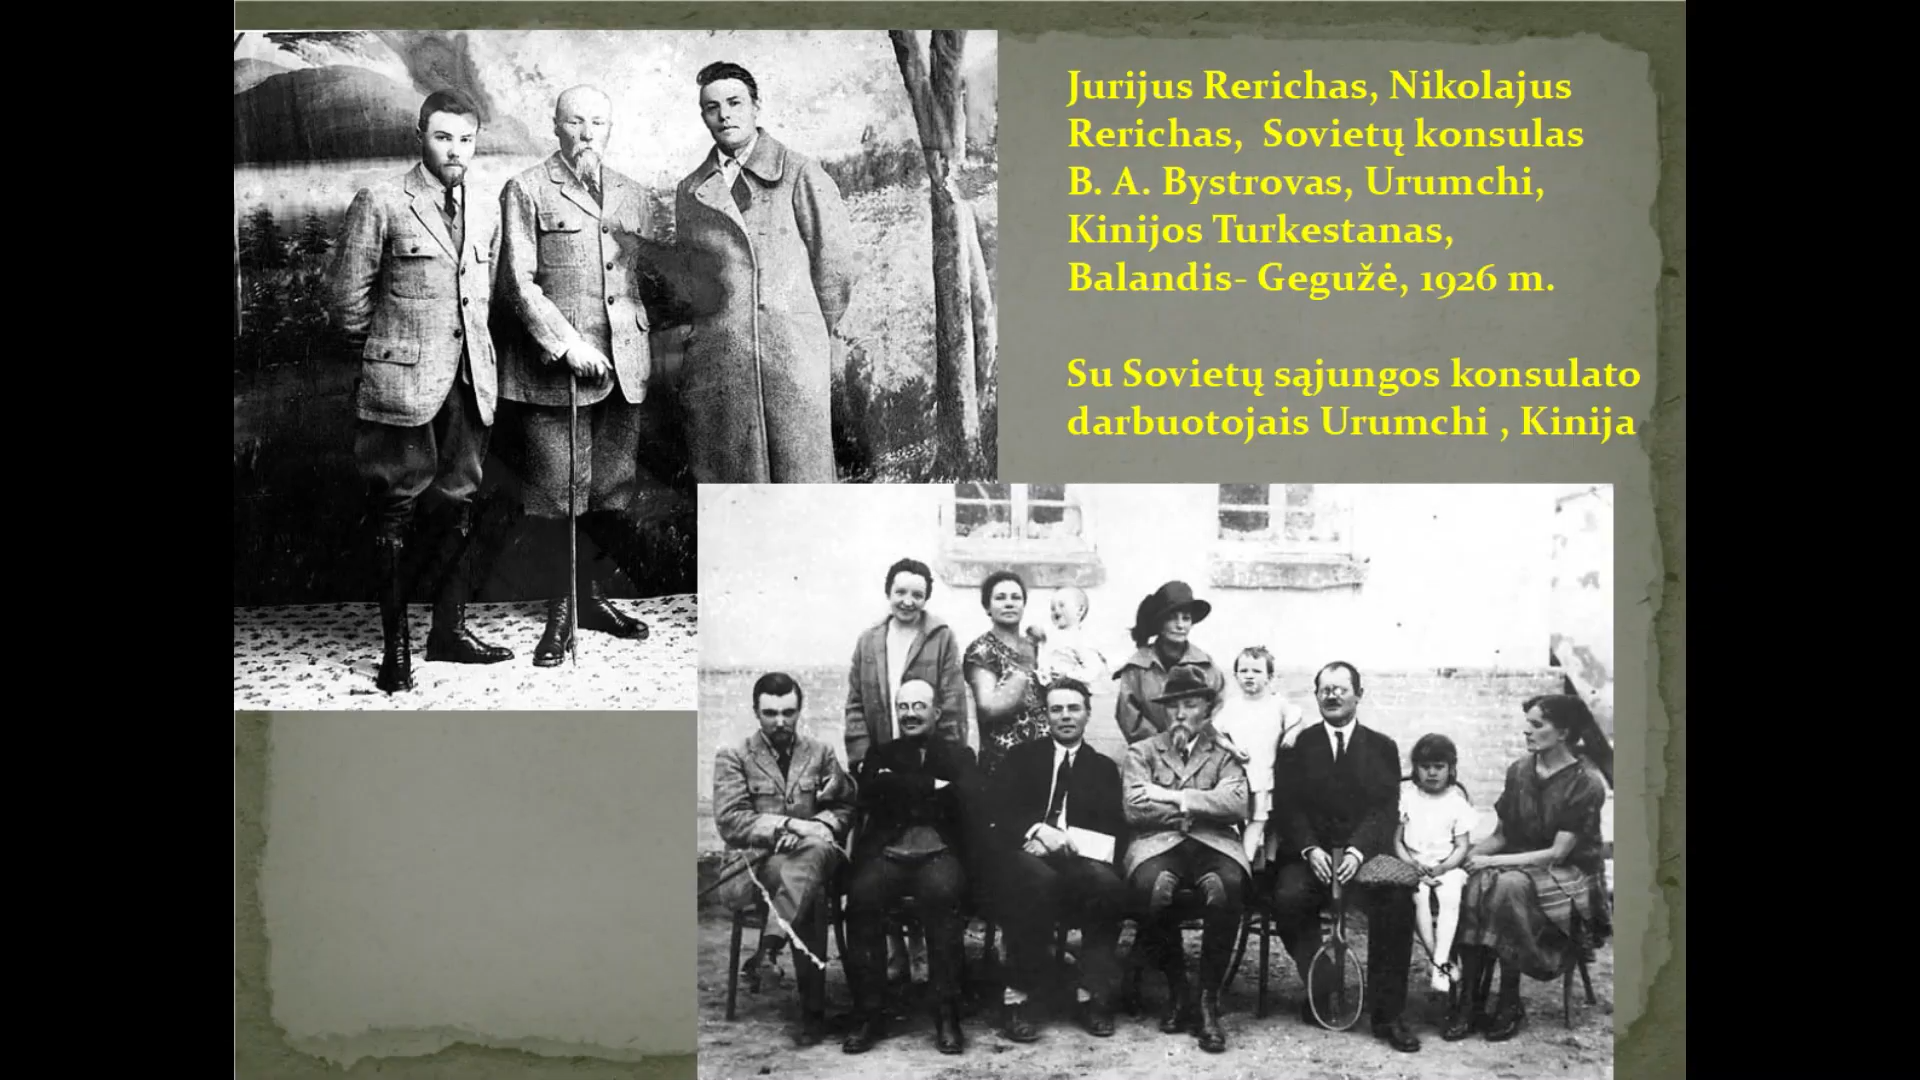 Jurijus Rerichas, Nikolajus
Rerichas,  Sovietų konsulas
B. A. Bystrovas, Urumchi,
Kinijos Turkestanas,
Balandis- Gegužė, 1926 m.
Su Sovietų sąjungos konsulato
darbuotojais Urumchi , Kinija